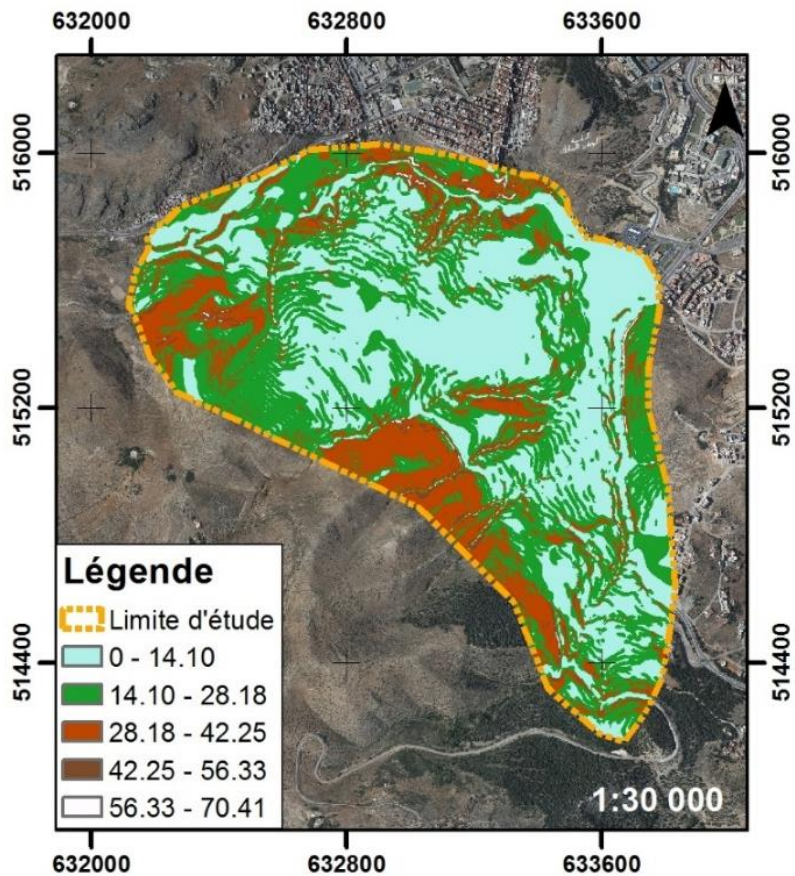 632000 632800 633600
516000 516000
515200 515200
514400 514400
Légende
Limite d'étude
0 - 14.10
14.10 - 28.18
28.18 - 42.25
42.25 - 56.33
56.33 - 70.41
1:30 000
632000 632800 633600